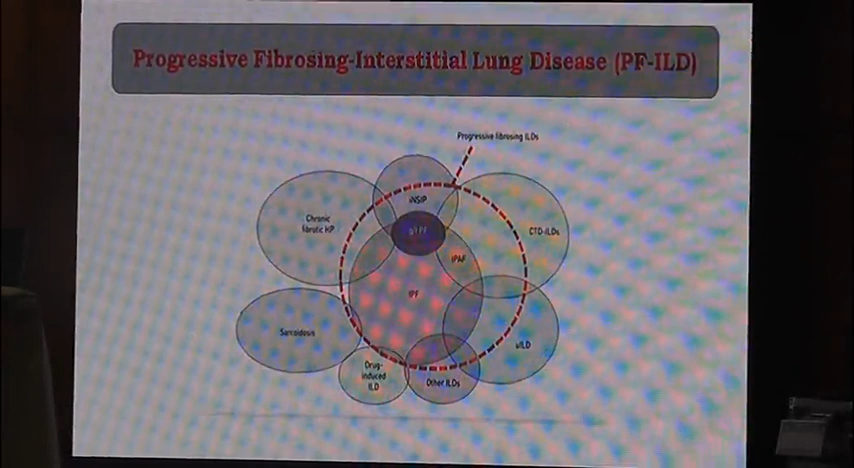 Progressive Fibrosing-Interstitial Lung Disease (PF-ILD)
Progressive fibrosing ILDs
iNSIP
Chronic
fibrotic HP
CTD-ILDs
IPAF
IPF
Sarcoidosis
uILD
Drug-
induced
ILD
Other ILDs